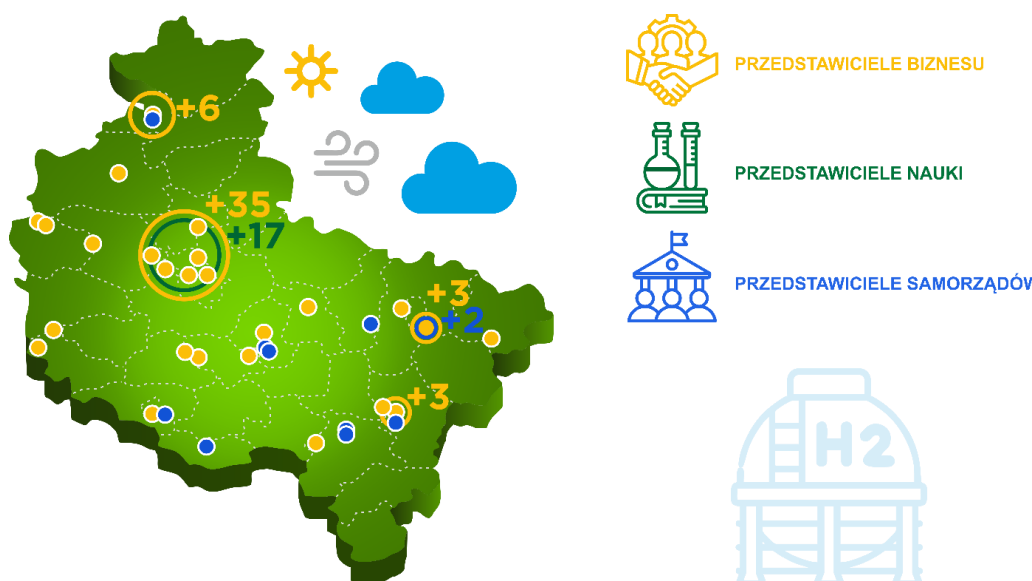 +6
+35
+17
+3
+2
+3
PRZEDSTAWICIELE BIZNESU
PRZEDSTAWICIELE NAUKI
PRZEDSTAWICIELE SAMORZĄDÓW
H2